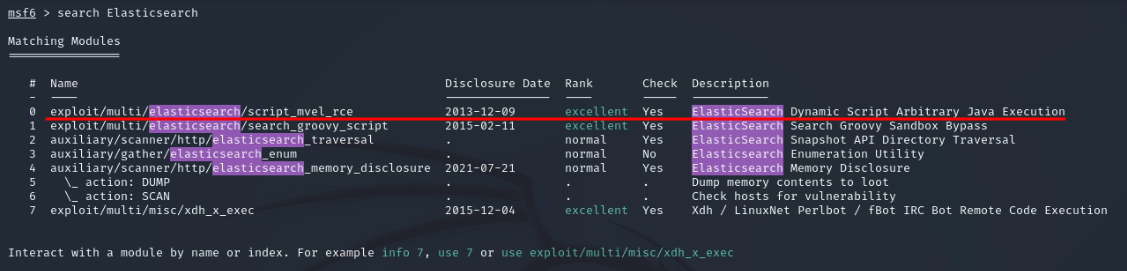 msf6 > search Elasticsearch
Matching Modules
================
# Name Disclosure Date Rank Check Description
- ---- --------------- ---- ----- -----------
0 exploit/multi/elasticsearch/script_mvel_rce 2013-12-09 excellent Yes ElasticSearch Dynamic Script Arbitrary Java Execution
1 exploit/multi/elasticsearch/search_groovy_script 2015-02-11 excellent Yes ElasticSearch Search Groovy Sandbox Bypass
2 auxiliary/scanner/http/elasticsearch_traversal . normal Yes ElasticSearch Snapshot API Directory Traversal
3 auxiliary/gather/elasticsearch_enum . normal No ElasticSearch Enumeration Utility
4 auxiliary/scanner/http/elasticsearch_memory_disclosure 2021-07-21 normal Yes ElasticSearch Memory Disclosure
5 \_ action: DUMP . . . Dump memory contents to loot
6 \_ action: SCAN . . . Check hosts for vulnerability
7 exploit/multi/misc/xdh_x_exec 2015-12-04 excellent Yes Xdh / LinuxNet Perlbot / fBot IRC Bot Remote Code Execution
Interact with a module by name or index. For example info 7, use 7 or use exploit/multi/misc/xdh_x_exec